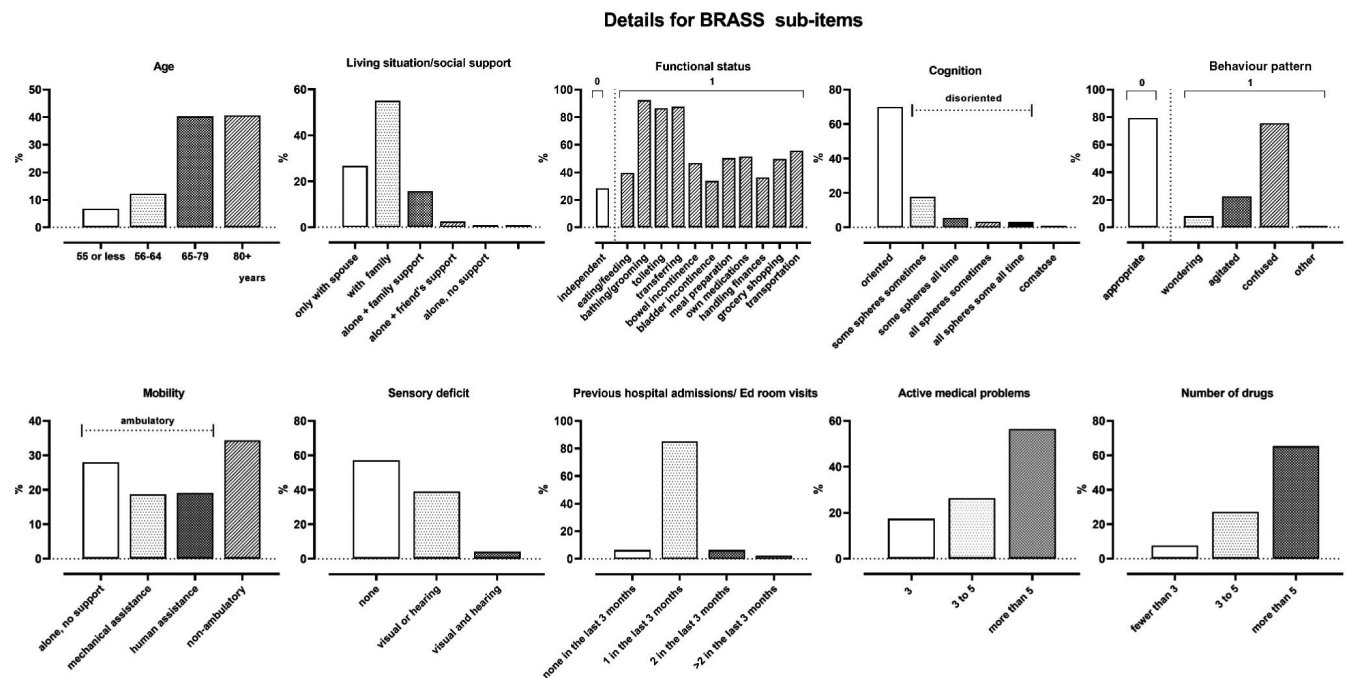 Details for BRASS sub-items
Age
%
50
40
30
20
10
0
55 or less
56-64
65-79
80+
years
Living situation/social support
%
60
40
20
0
only with spouse
with family
alone + family support
alone + friend's support
alone, no support
Functional status
0
1
%
100
80
60
40
20
0
independent
eating/feeding
bathing/grooming
toileting
transferring
bowel incontinence
bladder incontinence
meal preparation
own medications
handling finances
grocery shopping
transportation
Cognition
disoriented
%
80
60
40
20
0
oriented
some spheres sometimes
some spheres all time
all spheres sometimes
all spheres some all time
comatose
Behaviour pattern
0
1
%
100
80
60
40
20
0
appropriate
wondering
agitated
confused
other
Mobility
ambulatory
%
40
30
20
10
0
alone, no support
mechanical assistance
human assistance
non-ambulatory
Sensory deficit
%
80
60
40
20
0
none
visual or hearing
visual and hearing
Previous hospital admissions/ Ed room visits
%
100
80
60
40
20
0
none in the last 3 months
1 in the last 3 months
2 in the last 3 months
>2 in the last 3 months
Active medical problems
%
60
40
20
0
3
3 to 5
more than 5
Number of drugs
%
80
60
40
20
0
fewer than 3
3 to 5
more than 5